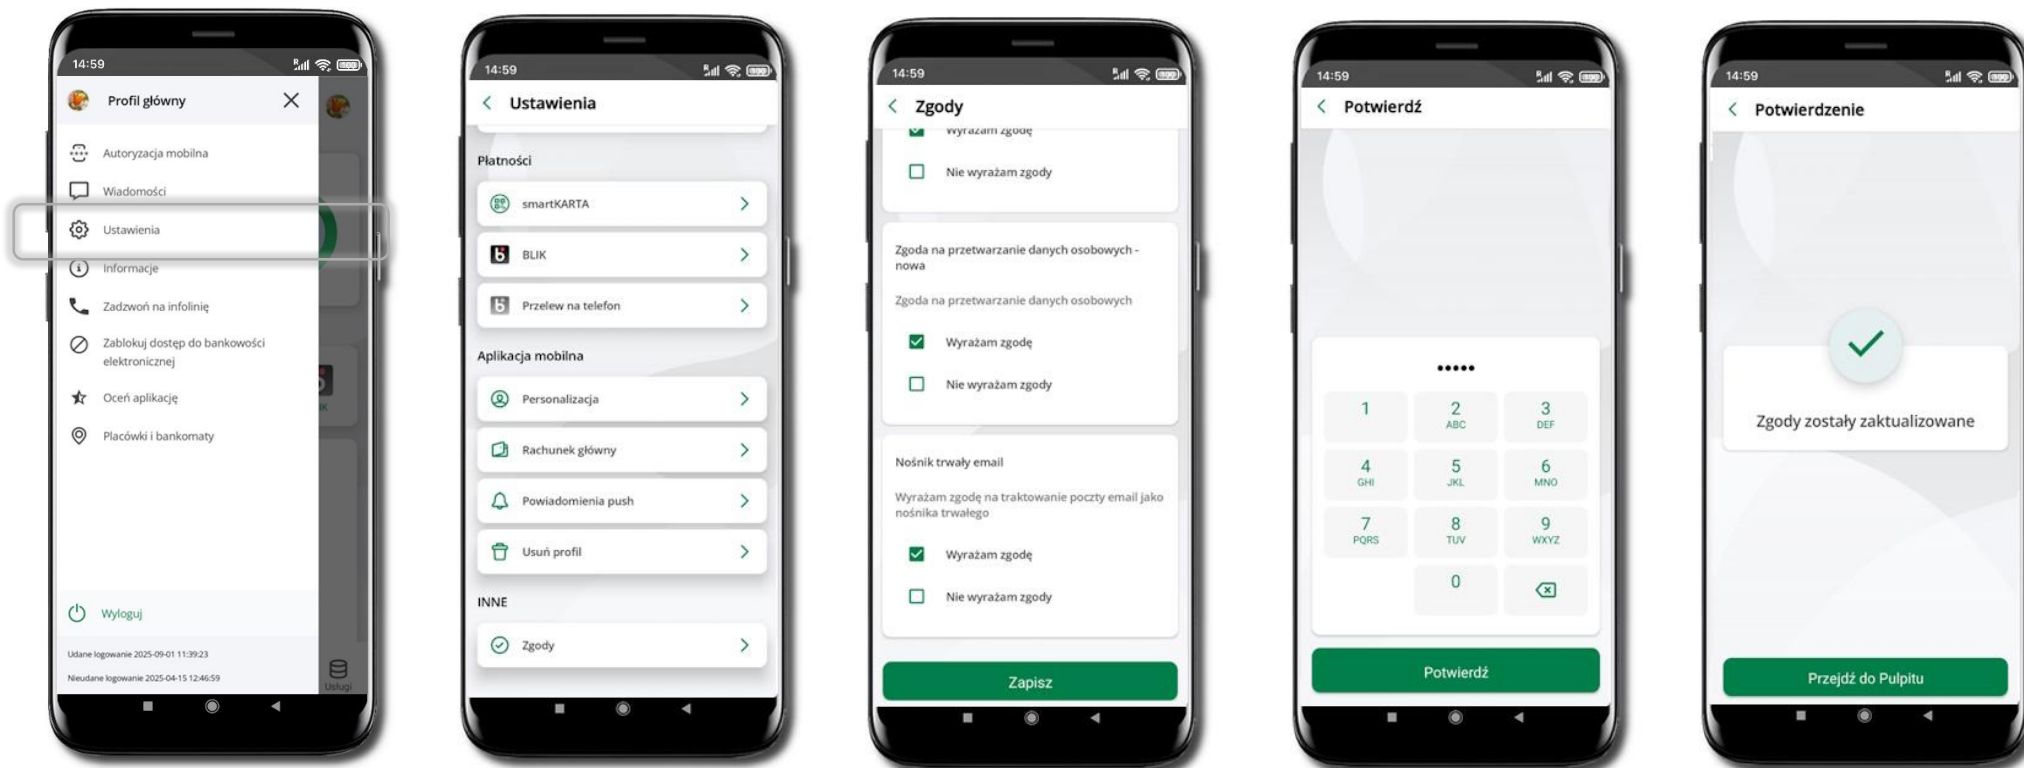 14:59
Profil główny
Autoryzacja mobilna
Wiadomości
Ustawienia
Informacje
Zadzwoń na infolinię
Zablokuj dostęp do bankowości
elektronicznej
Oceń aplikację
Placówki i bankomaty
Wyloguj
Udane logowanie 2025-09-01 11:39:23
Nieudane logowanie 2025-04-15 12:46:59
Usługi
14:59
Ustawienia
Płatności
smartKARTA
BLIK
Przelew na telefon
Aplikacja mobilna
Personalizacja
Rachunek główny
Powiadomienia push
Usuń profil
INNE
Zgody
14:59
Zgody
Wyrażam zgodę
Nie wyrażam zgody
Zgoda na przetwarzanie danych osobowych -
nowa
Zgoda na przetwarzanie danych osobowych
Wyrażam zgodę
Nie wyrażam zgody
Nośnik trwały email
Wyrażam zgodę na traktowanie poczty email jako
nośnika trwałego
Wyrażam zgodę
Nie wyrażam zgody
Zapisz
14:59
Potwierdź
1 2 3
ABC DEF
4 5 6
GHI JKL MNO
7 8 9
PQRS TUV WXYZ
0
Potwierdź
14:59
Potwierdzenie
Zgody zostały zaktualizowane
Przejdź do Pulpitu